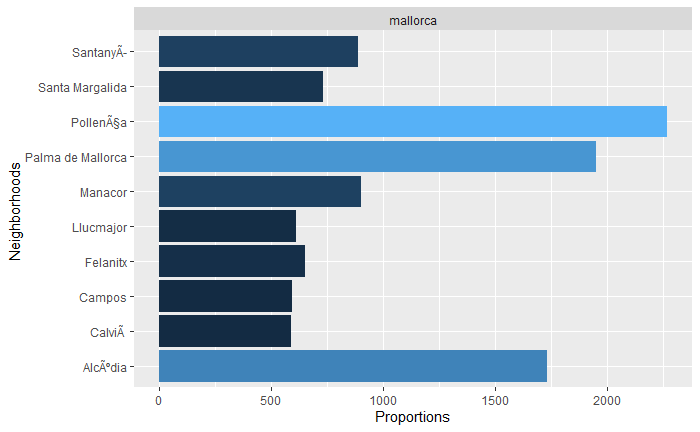 mallorca
SantanyÃ-
Santa Margalida
PollenÃ§a
Palma de Mallorca
Manacor
Llucmajor
Felanitx
Campos
CalviÃ
AlcÃºdia
Neighborhoods
0 500 1000 1500 2000
Proportions